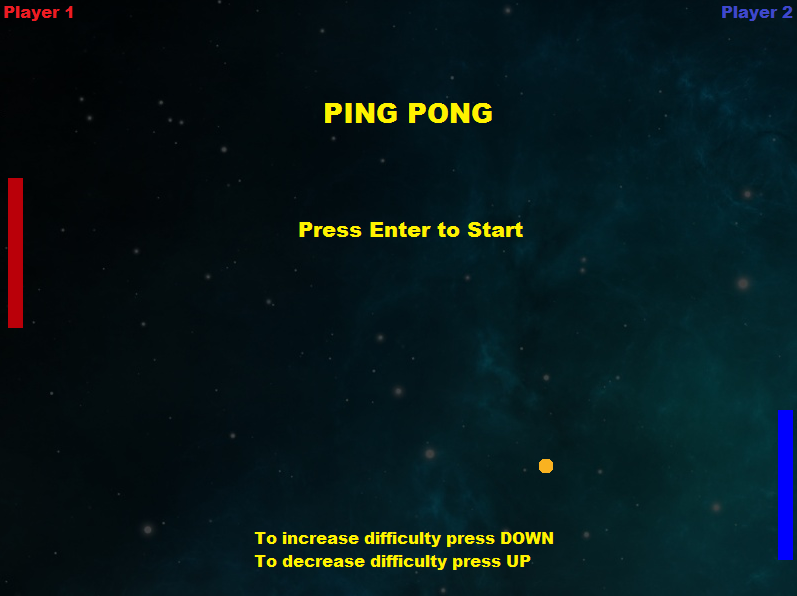 Player 1
Player 2
PING PONG
Press Enter to Start
To increase difficulty press DOWN
To decrease difficulty press UP